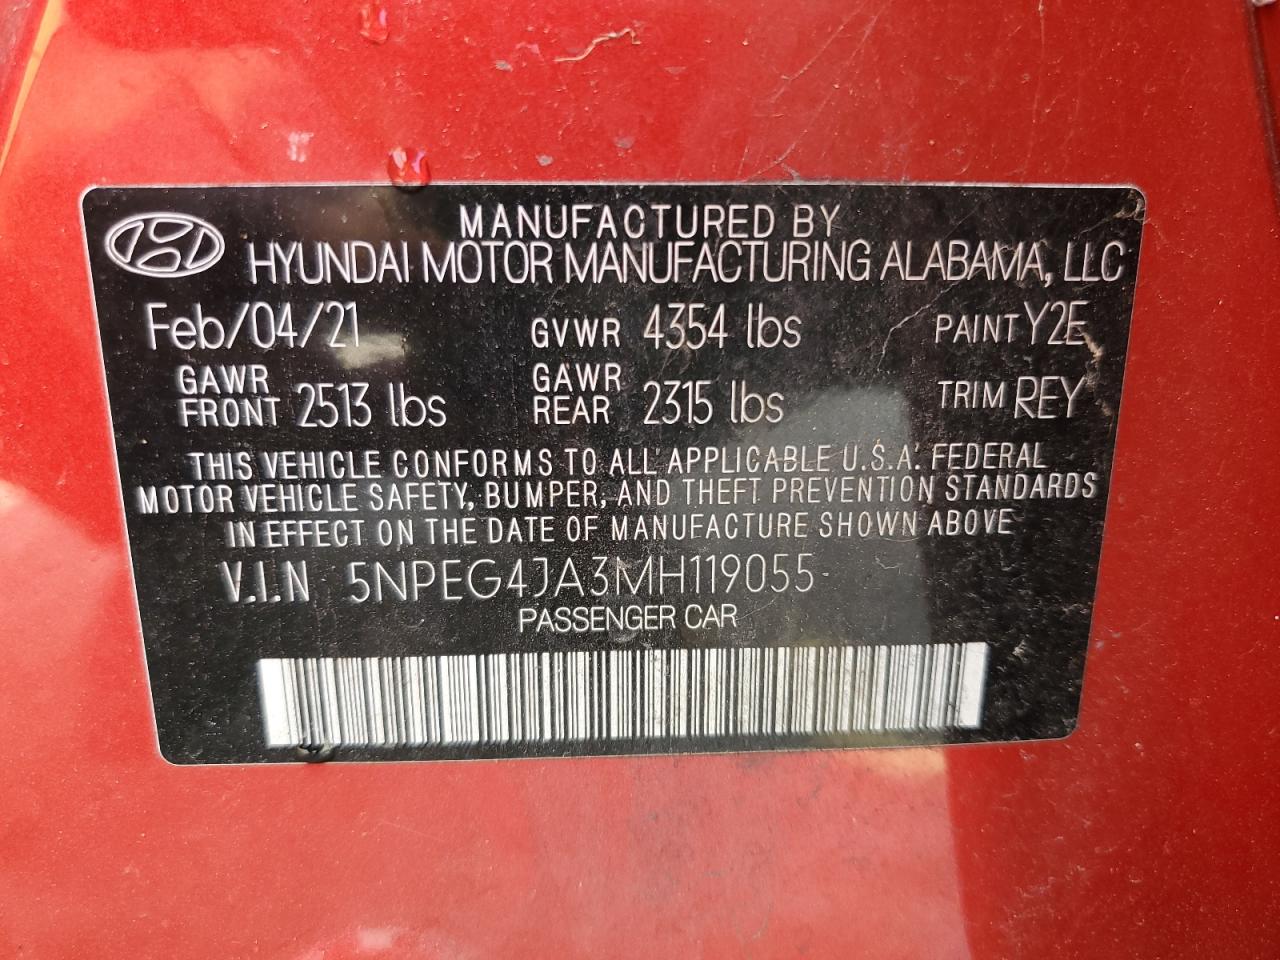 MANUFACTURED BY
HYUNDAI MOTOR MANUFACTURING ALABAMA, LLC
Feb/04/21 GVWR 4354 lbs PAINT Y2E
GAWR FRONT 2513 lbs GAWR REAR 2315 lbs TRIM REY
THIS VEHICLE CONFORMS TO ALL APPLICABLE U.S.A. FEDERAL
MOTOR VEHICLE SAFETY, BUMPER, AND THEFT PREVENTION STANDARDS
IN EFFECT ON THE DATE OF MANUFACTURE SHOWN ABOVE
V.I.N 5NPEG4JA3MH119055
PASSENGER CAR